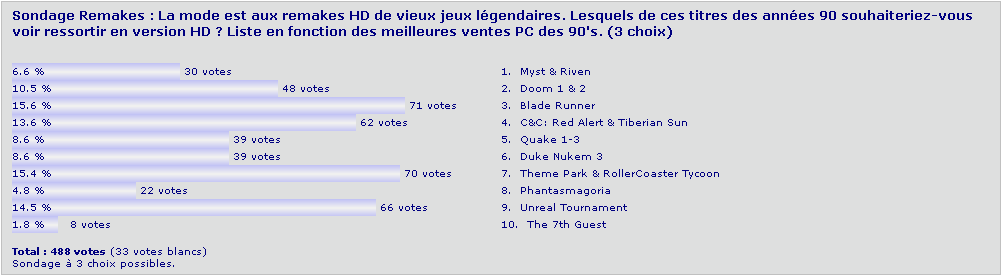 Sondage Remakes : La mode est aux remakes HD de vieux jeux légendaires. Lesquels de ces titres des années 90 souhaiteriez-vous
voir ressortir en version HD ? Liste en fonction des meilleures ventes PC des 90's. (3 choix)
6.6 % 30 votes 1. Myst & Riven
10.5 % 48 votes 2. Doom 1 & 2
15.6 % 71 votes 3. Blade Runner
13.6 % 62 votes 4. C&C: Red Alert & Tiberian Sun
8.6 % 39 votes 5. Quake 1-3
8.6 % 39 votes 6. Duke Nukem 3
15.4 % 70 votes 7. Theme Park & RollerCoaster Tycoon
4.8 % 22 votes 8. Phantasmagoria
14.5 % 66 votes 9. Unreal Tournament
1.8 % 8 votes 10. The 7th Guest
Total : 488 votes (33 votes blancs)
Sondage à 3 choix possibles.